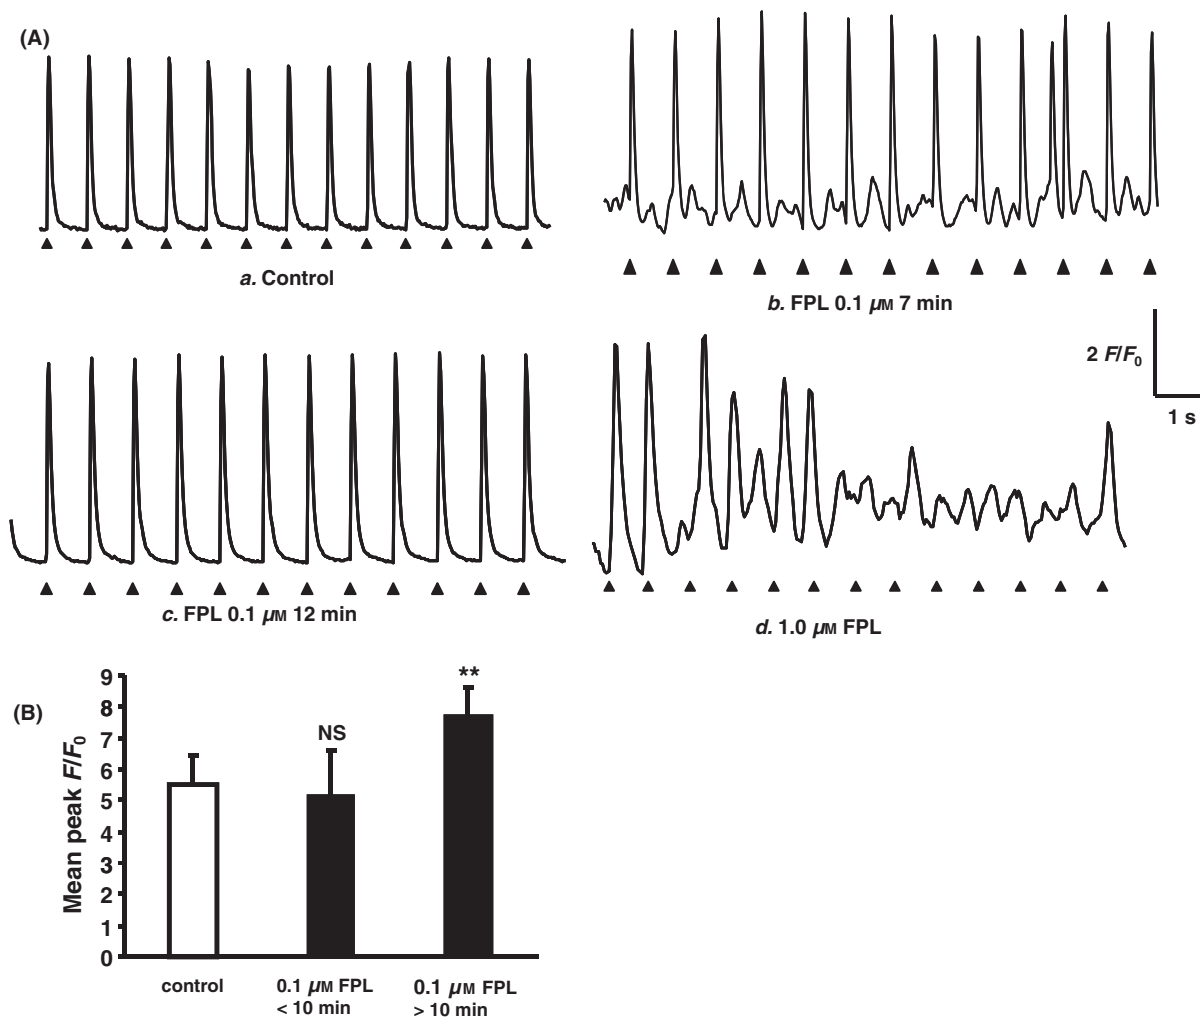 (A)
a. Control
b. FPL 0.1 µM 7 min
2 F/F0
1 s
c. FPL 0.1 µM 12 min
d. 1.0 µM FPL
(B)
Mean peak F/F0
9
8
7
6
5
4
3
2
1
0
NS
**
control
0.1 µM FPL
< 10 min
0.1 µM FPL
> 10 min